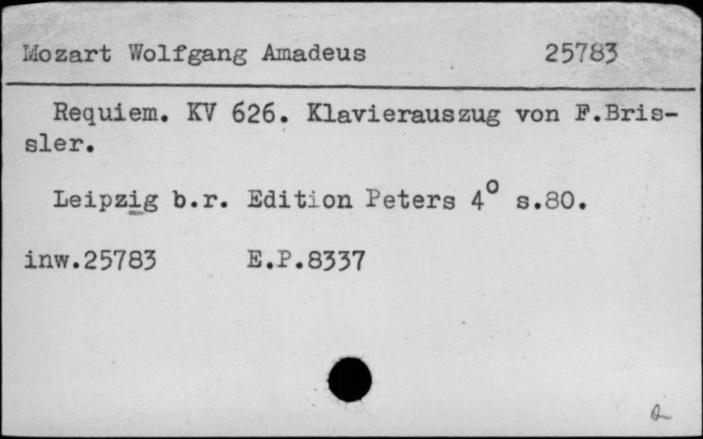 Mozart Wolfgang Amadeus 25783
Requiem. KV 626. Klavierauszug von F.Bris-
sler.
Leipzig b.r. Edition Peters 4° s.80.
inw.25783 E.P.8337